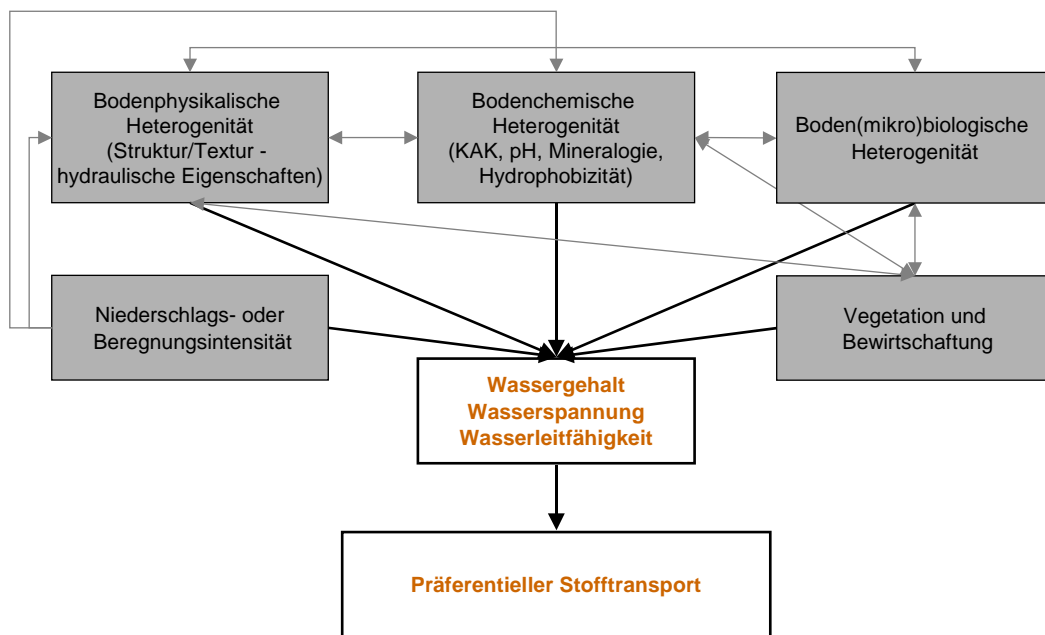 Bodenphysikalische
Heterogenität
(Struktur/Textur -
hydraulische Eigenschaften)
Bodenchemische
Heterogenität
(KAK, pH, Mineralogie,
Hydrophobizität)
Boden(mikro)biologische
Heterogenität
Niederschlags- oder
Beregnungsintensität
Vegetation und
Bewirtschaftung
Wassergehalt
Wasserspannung
Wasserleitfähigkeit
Präferentieller Stofftransport